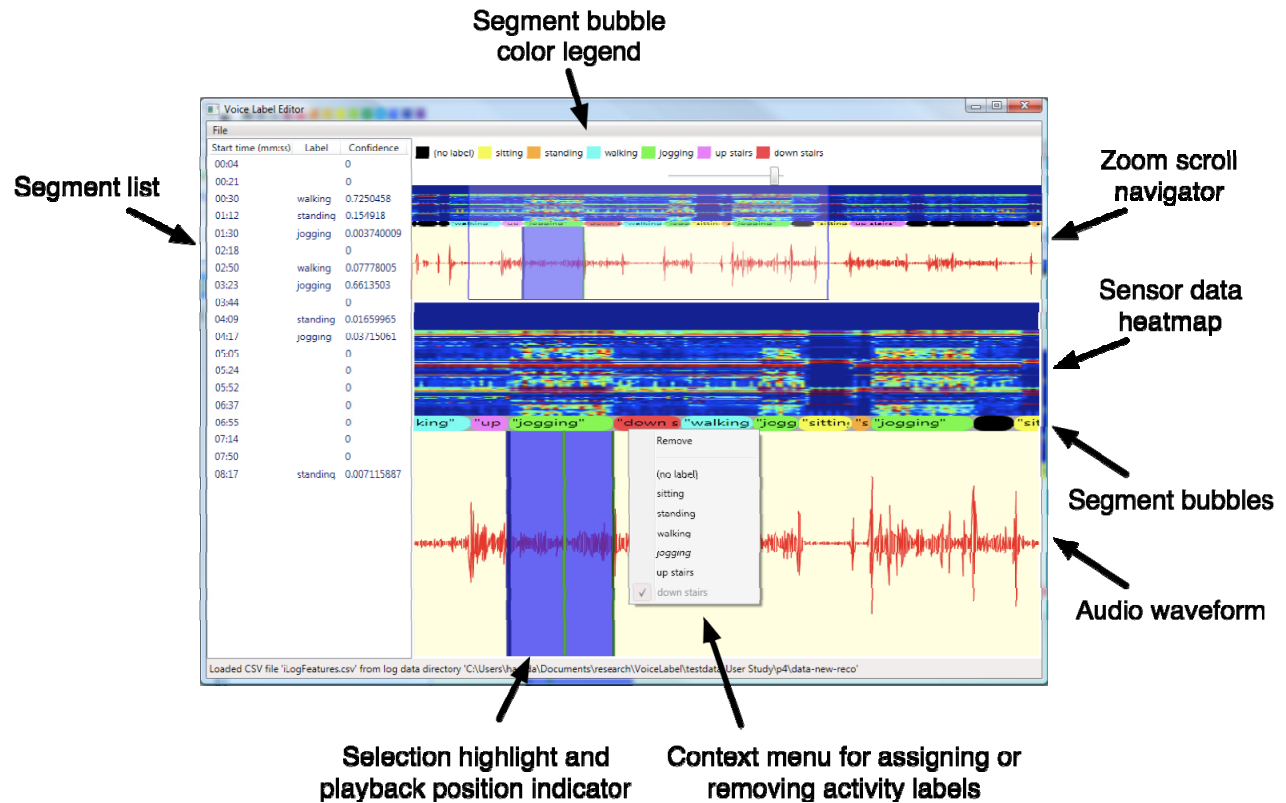 Segment bubble
color legend
Voice Label Editor
File
Start time (mm:ss) Label Confidence
(no label) sitting standing walking jogging up stairs down stairs
00:04 0
00:21 0
00:30 walking 0.7250458
01:12 standing 0.154918
01:30 jogging 0.003740009
02:18 0
02:50 walking 0.07778005
03:23 jogging 0.6613503
03:44 0
04:09 standing 0.01659965
04:17 jogging 0.03715061
05:05 0
05:24 0
05:52 0
06:37 0
06:55 0
07:14 0
07:50 0
08:17 standing 0.007115887
Segment list
Zoom scroll
navigator
Sensor data
heatmap
king" "up "jogging" "down s "walking "jogg "sitting "s "jogging" "sit
Remove
(no label)
sitting
standing
walking
jogging
up stairs
down stairs
Segment bubbles
Audio waveform
Loaded CSV file 'iLogFeatures.csv' from log data directory
Selection highlight and
playback position indicator
Context menu for assigning or
removing activity labels